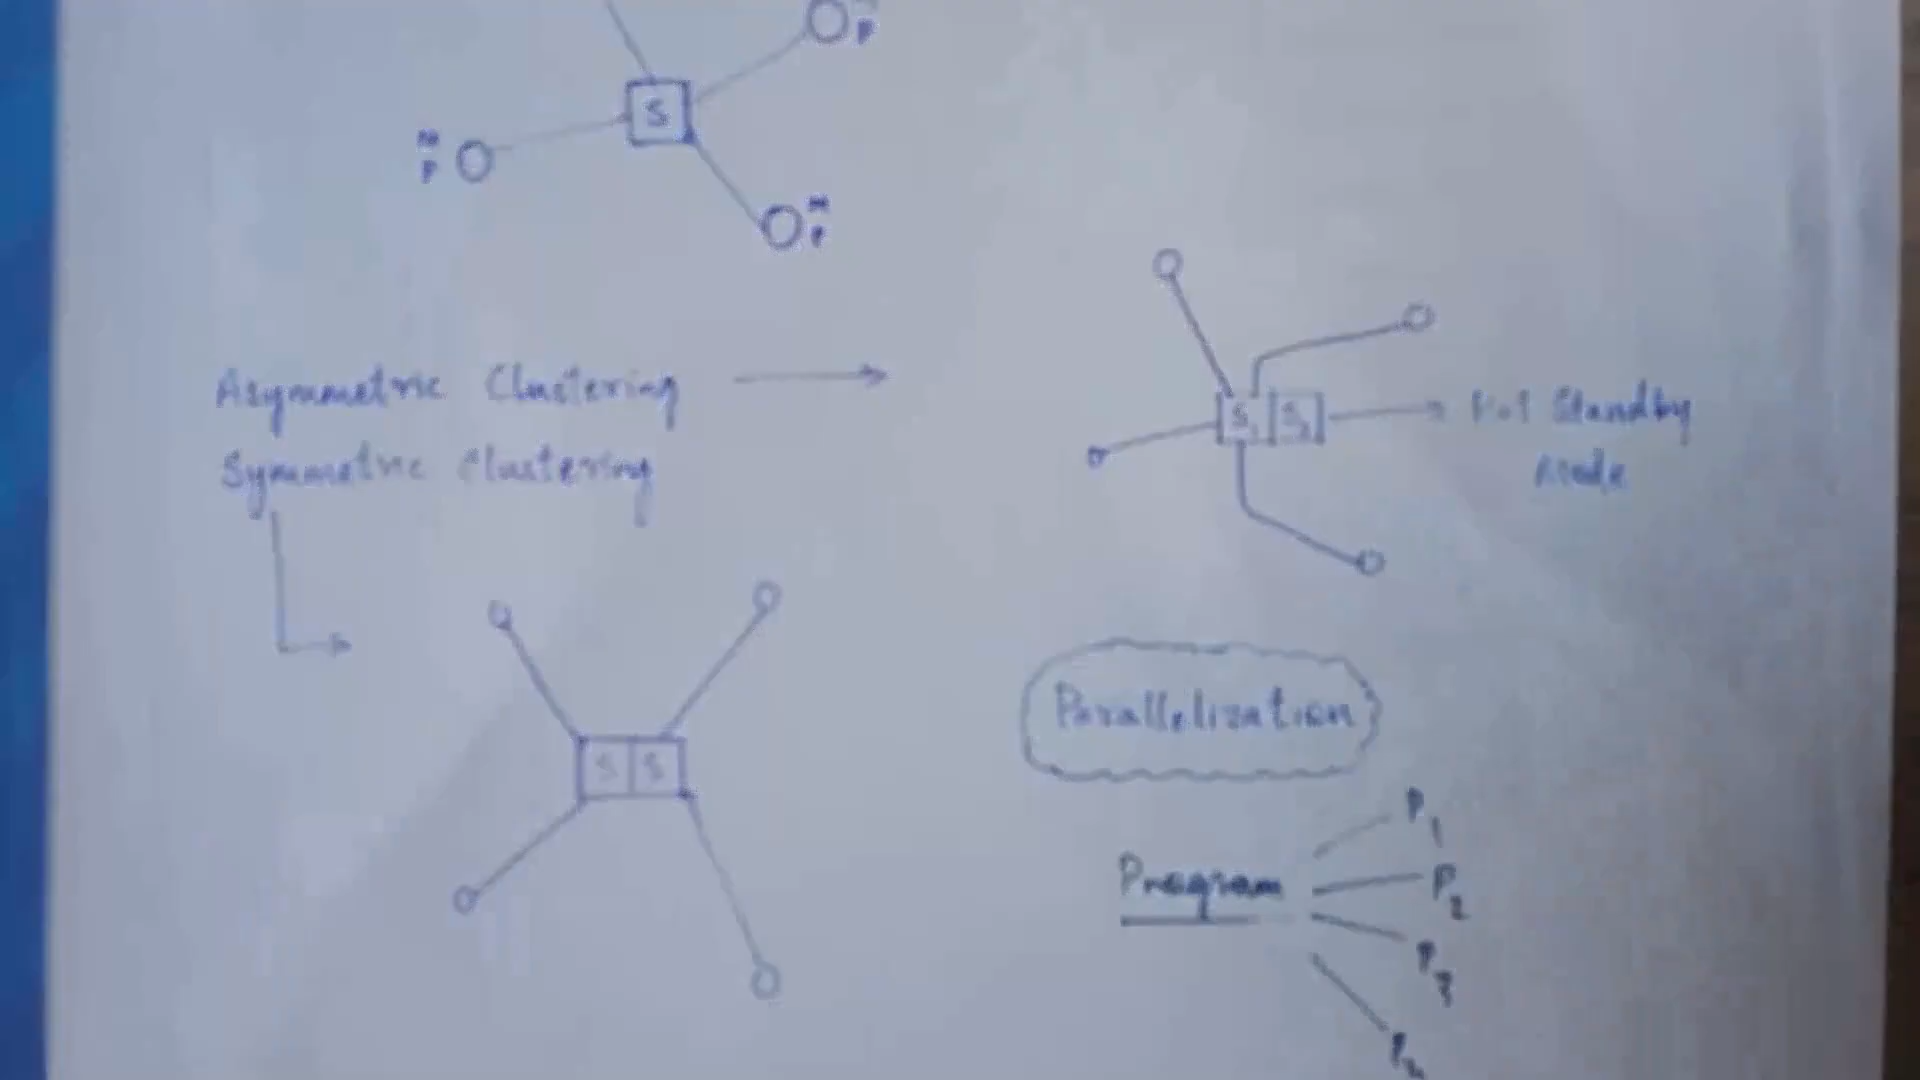 M
P
S
M
P
M
P
Asymmetric Clustering
S1 S2
Hot Standby
Mode
Symmetric Clustering
S S
Parallelization
P1
Program
P2
P3